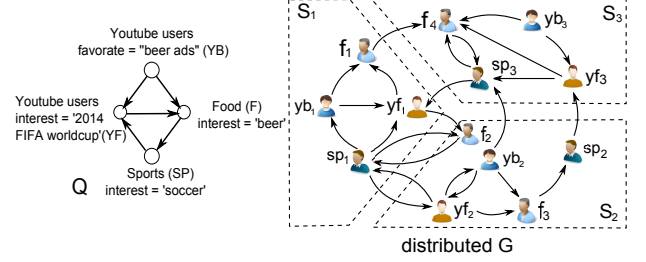 Youtube users
favorate = "beer ads" (YB)
Youtube users
interest = '2014
FIFA worldcup'(YF)
Food (F)
interest = 'beer'
Sports (SP)
interest = 'soccer'
Q
S1
S3
S2
f1
f4
yb3
sp3
yf3
yb1
yf1
f2
sp1
yb2
sp2
yf2
f3
distributed G